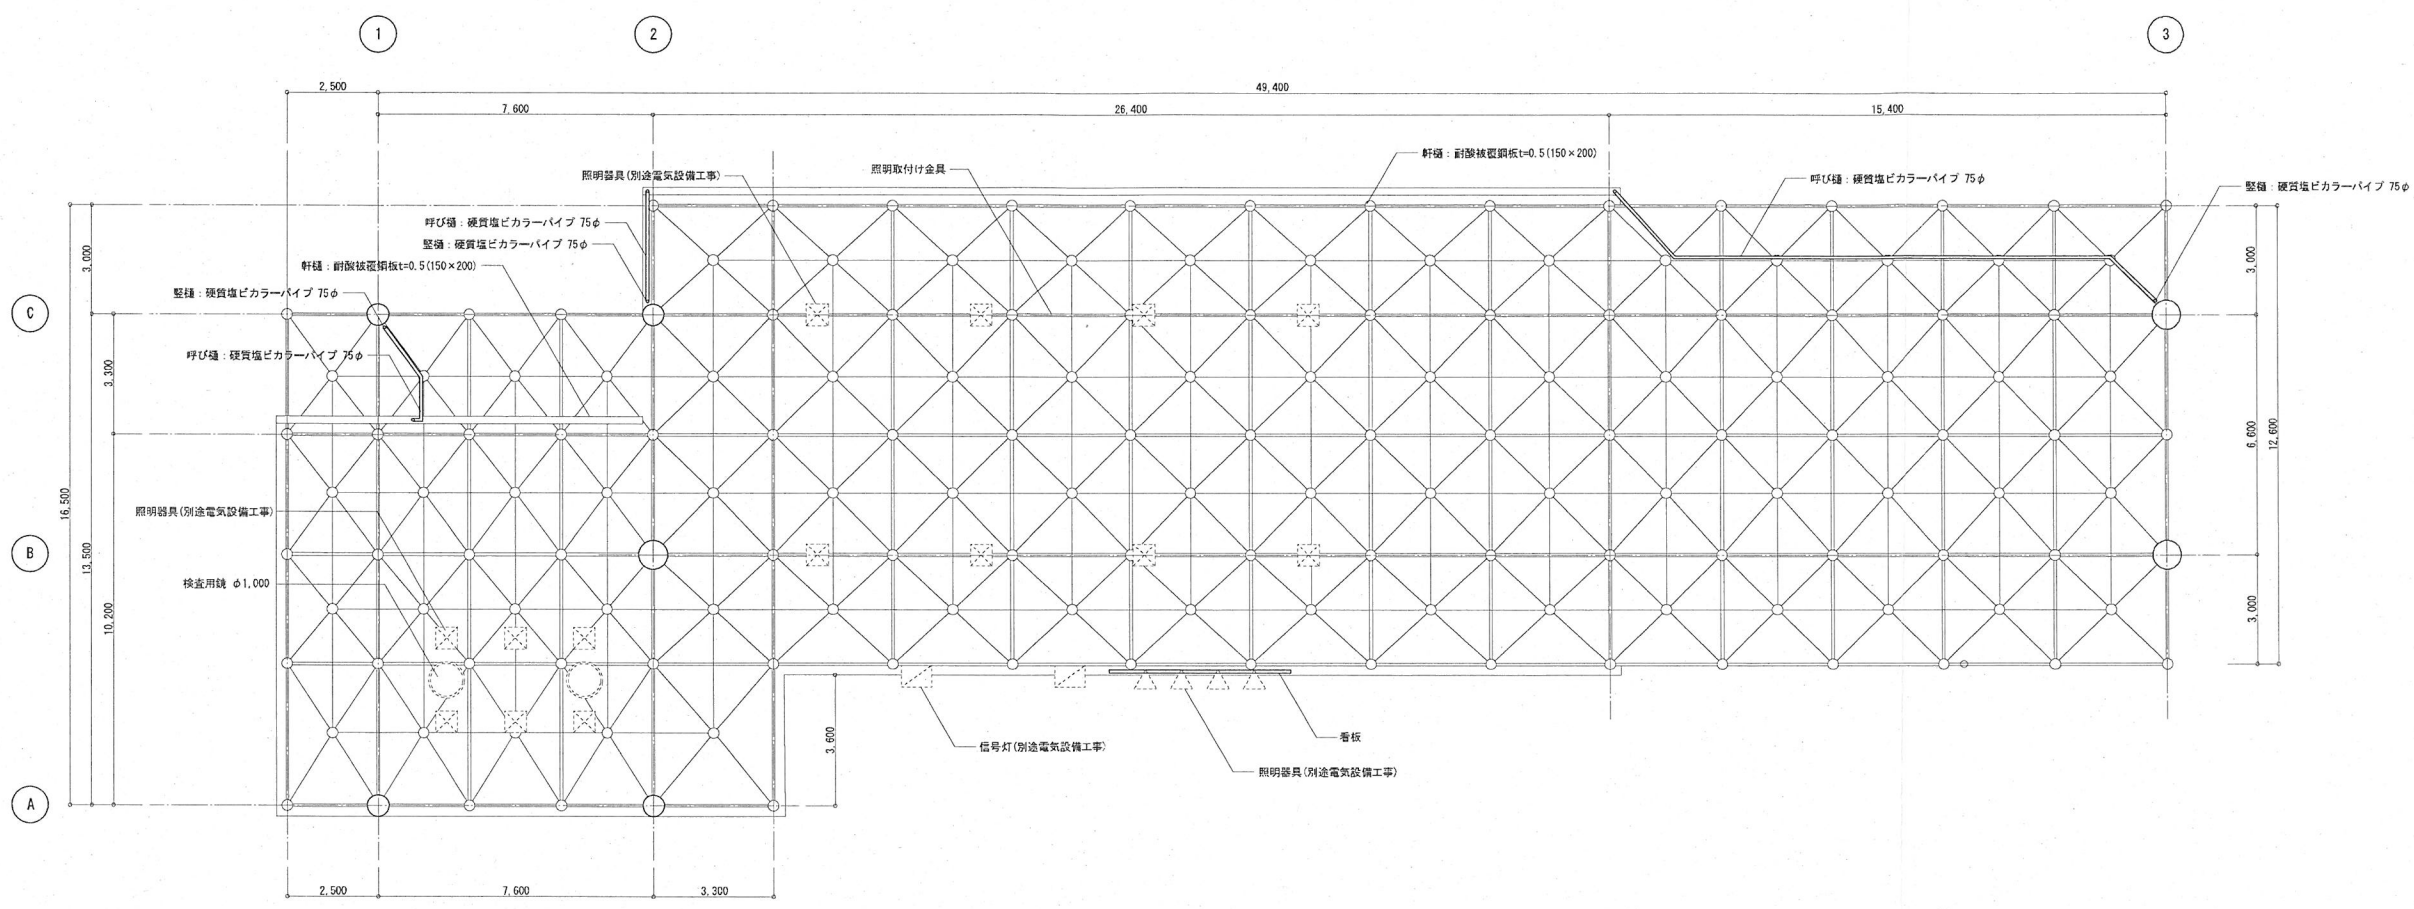 1
2
3
2,500
49,400
7,600
26,400
15,400
軒樋：耐酸被覆鋼板t=0.5(150×200)
照明取付け金具
照明器具(別途電気設備工事)
呼び樋：硬質塩ビカラーパイプ 75φ
竪樋：硬質塩ビカラーパイプ 75φ
呼び樋：硬質塩ビカラーパイプ 75φ
竪樋：硬質塩ビカラーパイプ 75φ
軒樋：耐酸被覆鋼板t=0.5(150×200)
竪樋：硬質塩ビカラーパイプ 75φ
3,000
3,000
C
呼び樋：硬質塩ビカラーパイプ 75φ
3,300
6,600
12,600
16,500
照明器具(別途電気設備工事)
B
13,500
検査用鏡 φ1,000
10,200
3,000
3,600
信号灯(別途電気設備工事)
看板
照明器具(別途電気設備工事)
A
2,500
7,600
3,300